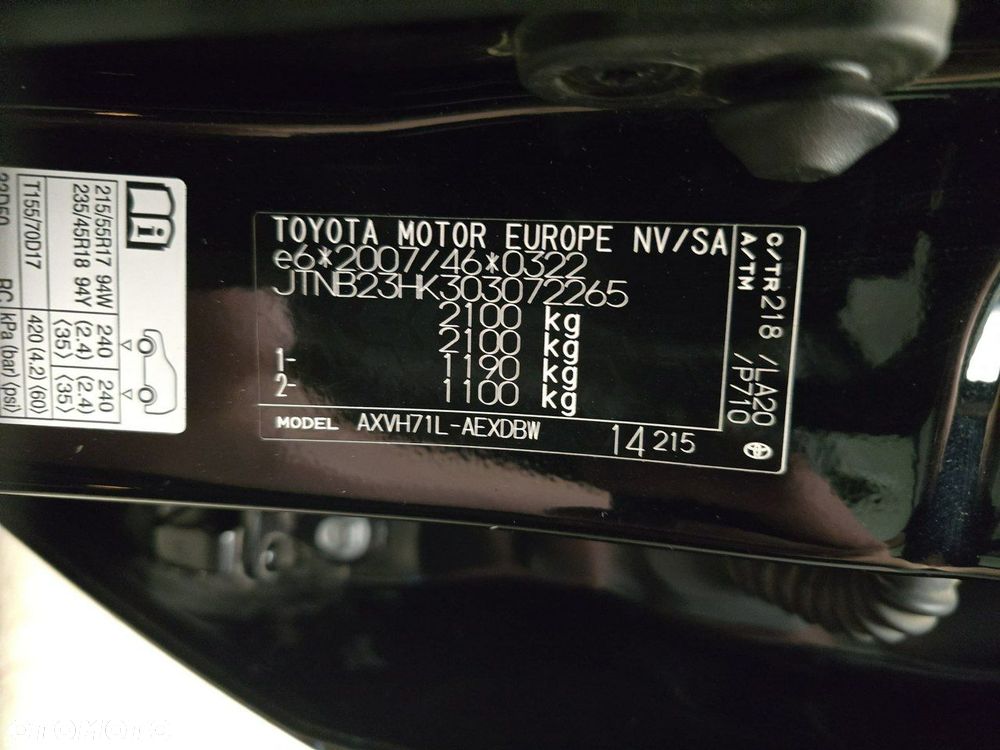 TOYOTA MOTOR EUROPE NV/SA
e6*2007/46*0322
JTNB23HK303072265
2100 kg
2100 kg
1- 1190 kg
2- 1100 kg
MODEL AXVH71L-AEXDBW 14 215
C/TR 218 /LA20
A/TM /P710
215/55R17 94W 240 (2.4) 240 (2.4)
235/45R18 94Y ⟨35⟩ ⟨35⟩
T155/70D17 420 (4.2) ⟨60⟩
kPa (bar) ⟨psi⟩
OTOMOTO